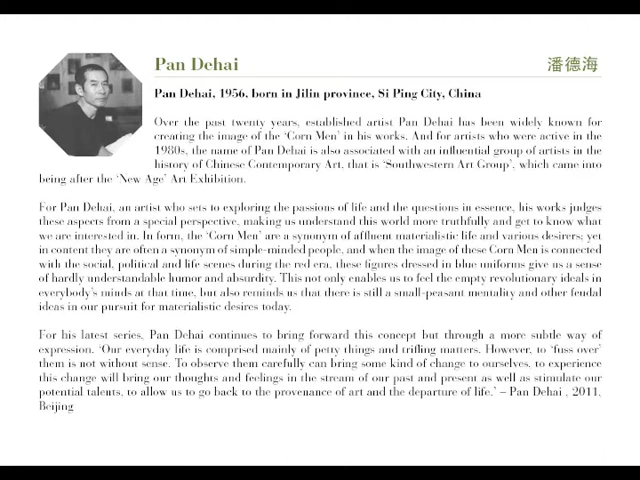 Pan Dehai
潘德海
Pan Dehai, 1956, born in Jilin province, Si Ping City, China
Over the past twenty years, established artist Pan Dehai has been widely known for
creating the image of the ‘Corn Men’ in his works. And for artists who were active in the
1980s, the name of Pan Dehai is also associated with an influential group of artists in the
history of Chinese Contemporary Art, that is ‘Southwestern Art Group’, which came into
being after the ‘New Age’ Art Exhibition.
For Pan Dehai, an artist who sets to exploring the passions of life and the questions in essence, his works judges
these aspects from a special perspective, making us understand this world more truthfully and get to know what
we are interested in. In form, the ‘Corn Men’ are a synonym of affluent materialistic life and various desirers; yet
in content they are often a synonym of simple-minded people, and when the image of these Corn Men is connected
with the social, political and life scenes during the red era, these figures dressed in blue uniforms give us a sense
of hardly understandable humor and absurdity. This not only enables us to feel the empty revolutionary ideals in
everybody’s minds at that time, but also reminds us that there is still a small-peasant mentality and other feudal
ideas in our pursuit for materialistic desires today.
For his latest series, Pan Dehai continues to bring forward this concept but through a more subtle way of
expression. ‘Our everyday life is comprised mainly of petty things and trifling matters. However, to ‘fuss over’
them is not without sense. To observe them carefully can bring some kind of change to ourselves, to experience
this change will bring our thoughts and feelings in the stream of our past and present as well as stimulate our
potential talents, to allow us to go back to the provenance of art and the departure of life.’ – Pan Dehai , 2011,
Beijing